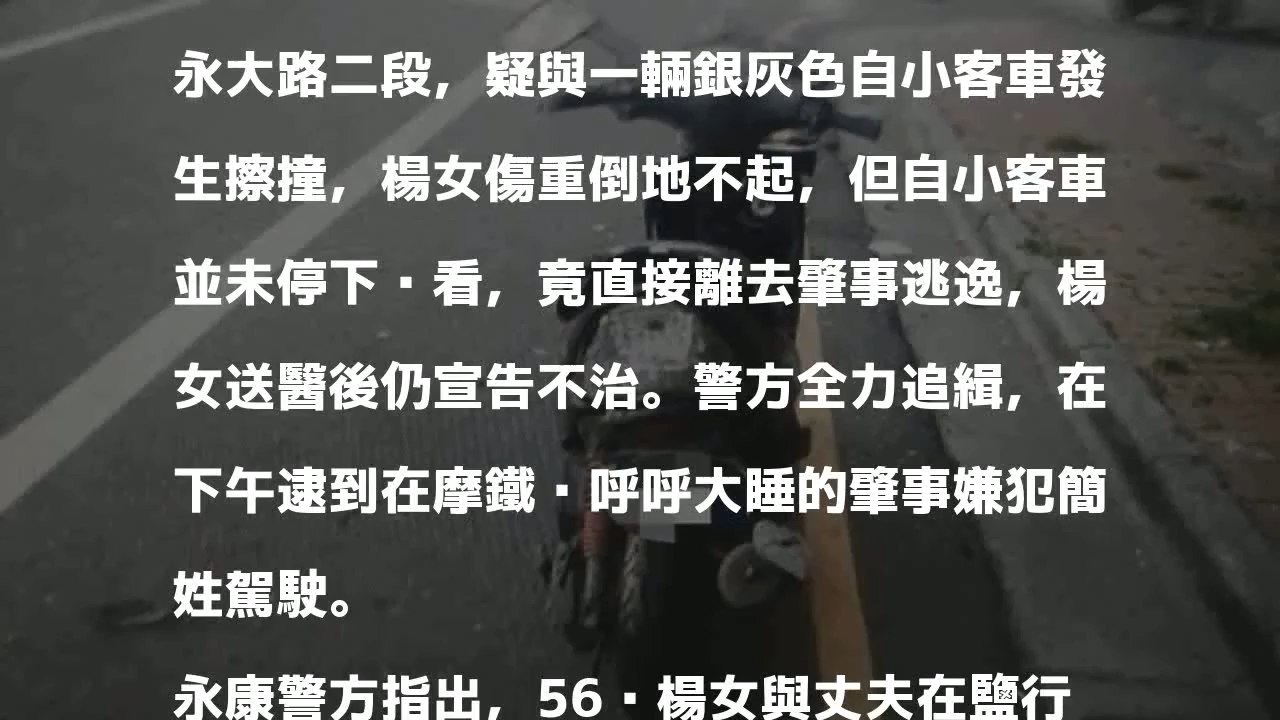 永大路二段，疑與一輛銀灰色自小客車發
生擦撞，楊女傷重倒地不起，但自小客車
並未停下▪看，竟直接離去肇事逃逸，楊
女送醫後仍宣告不治。警方全力追緝，在
下午逮到在摩鐵▪呼呼大睡的肇事嫌犯簡
姓駕駛。
永康警方指出，56▪楊女與丈夫在鹽行